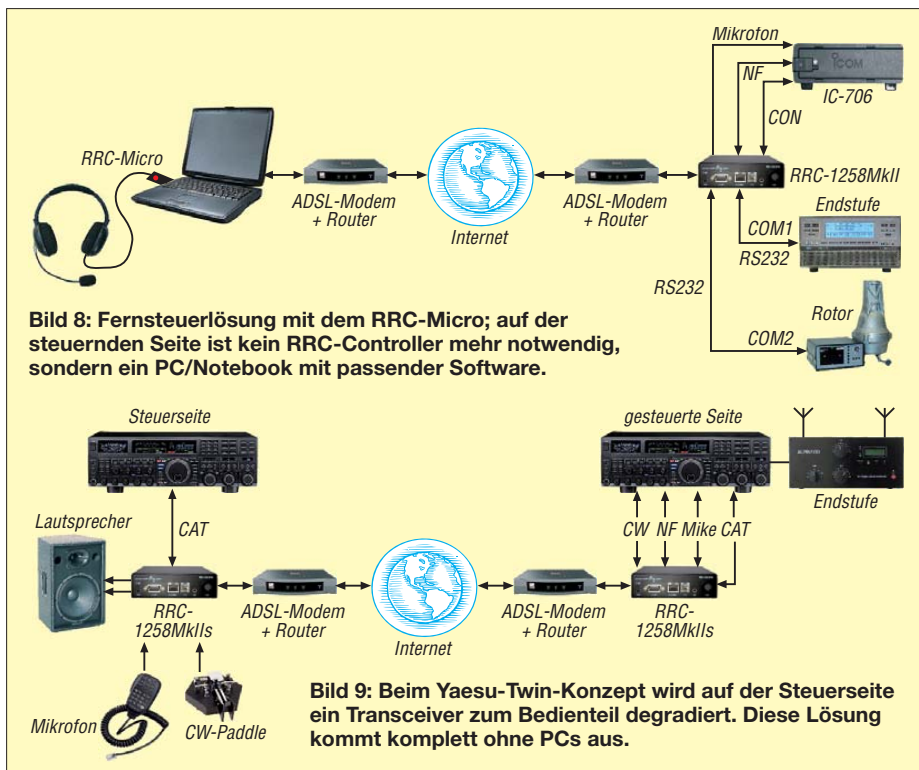 Mikrofon
NF
ICOM
IC-706
CON
RRC-Micro
RRC-1258MkII
ADSL-Modem
+ Router
Internet
ADSL-Modem
+ Router
Endstufe
COM1
RS232
RS232
Rotor
COM2
Bild 8: Fernsteuerlösung mit dem RRC-Micro; auf der
steuernden Seite ist kein RRC-Controller mehr notwendig,
sondern ein PC/Notebook mit passender Software.
Steuerseite
gesteuerte Seite
Endstufe
Lautsprecher
CAT
CW NF Mike CAT
RRC-
1258MkIIs
ADSL-Modem
+ Router
Internet
ADSL-Modem
+ Router
RRC-
1258MkIIs
Mikrofon
CW-Paddle
Bild 9: Beim Yaesu-Twin-Konzept wird auf der Steuerseite
ein Transceiver zum Bedienteil degradiert. Diese Lösung
kommt komplett ohne PCs aus.